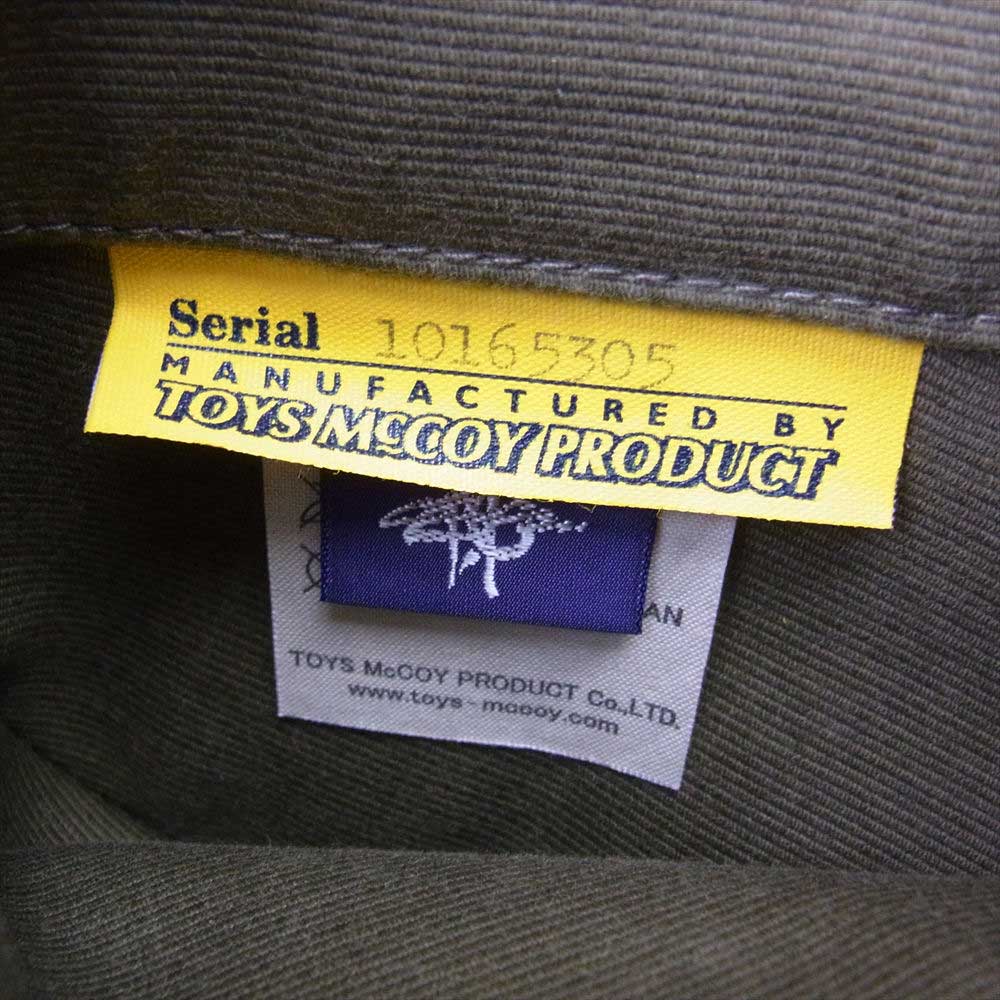 Serial 10165305
MANUFACTURED BY
TOYS McCOY PRODUCT
AN
TOYS McCOY PRODUCT Co.,LTD.
www.toys-mccoy.com